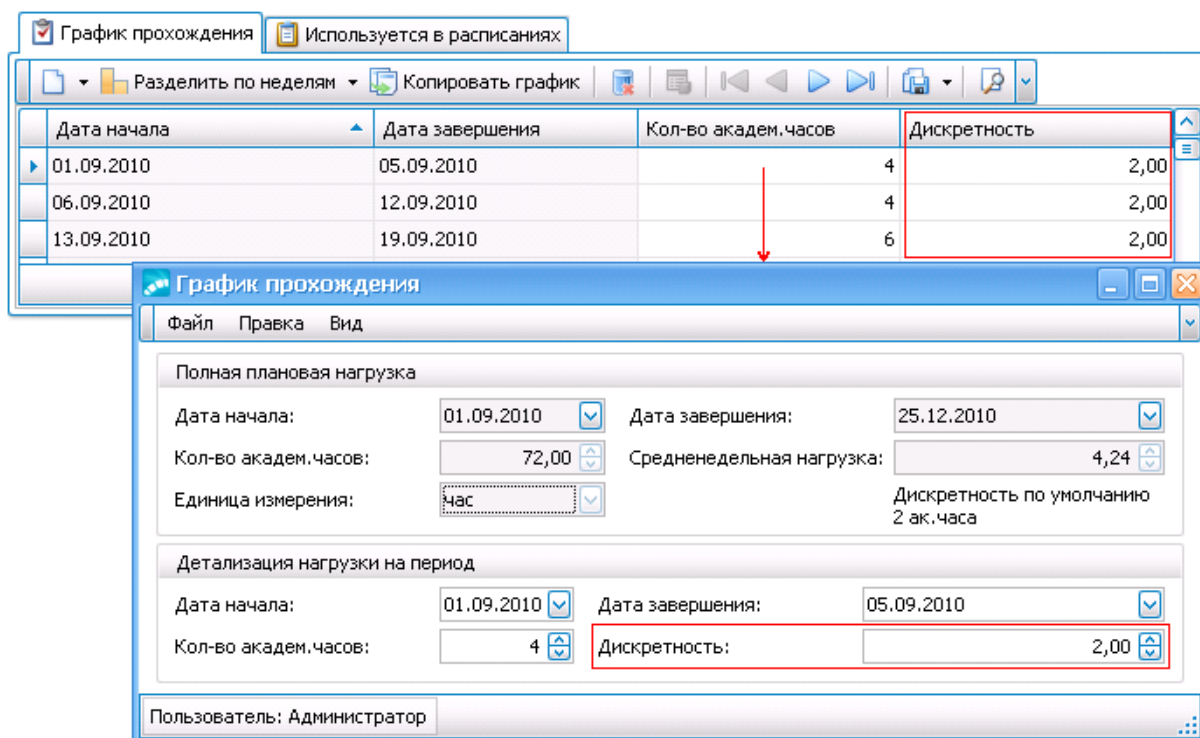 График прохождения Используется в расписаниях
Разделить по неделям Копировать график
Дата начала Дата завершения Кол-во академ.часов Дискретность
01.09.2010 05.09.2010 4 2,00
06.09.2010 12.09.2010 4 2,00
13.09.2010 19.09.2010 6 2,00
График прохождения
Файл Правка Вид
Полная плановая нагрузка
Дата начала: 01.09.2010 Дата завершения: 25.12.2010
Кол-во академ.часов: 72,00 Средненедельная нагрузка: 4,24
Единица измерения: час Дискретность по умолчанию
2 ак.часа
Детализация нагрузки на период
Дата начала: 01.09.2010 Дата завершения: 05.09.2010
Кол-во академ.часов: 4 Дискретность: 2,00
Пользователь: Администратор